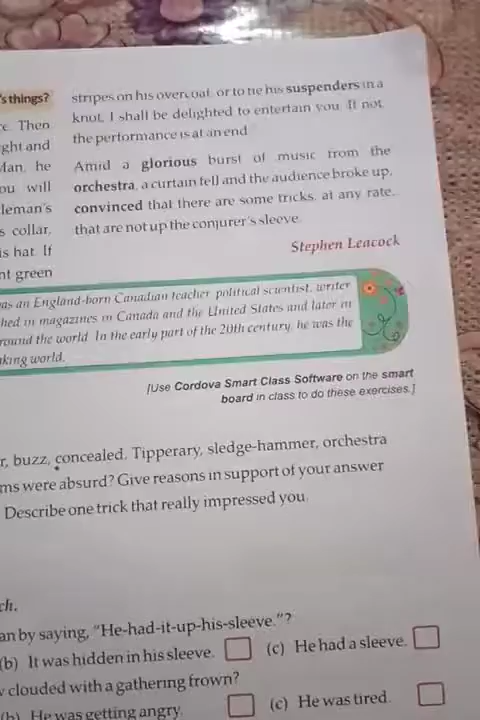 's things?
e. Then
ght and
Man, he
ou will
leman's
s collar,
is hat. If
nt green
stripes on his overcoat, or to tie his suspenders in a
knot, I shall be delighted to entertain you. If not,
the performance is at an end.
Amid a glorious burst of music from the
orchestra, a curtain fell and the audience broke up,
convinced that there are some tricks, at any rate,
that are not up the conjurer's sleeve.
Stephen Leacock
as an England-born Canadian teacher, political scientist, writer
hed in magazines in Canada and the United States and later in
round the world. In the early part of the 20th century, he was the
king world.
[Use Cordova Smart Class Software on the smart
board in class to do these exercises.]
r, buzz, concealed. Tipperary, sledge-hammer, orchestra
ms were absurd? Give reasons in support of your answer
Describe one trick that really impressed you.
ch.
an by saying, "He-had-it-up-his-sleeve."?
(b) It was hidden in his sleeve. (c) He had a sleeve.
v clouded with a gathering frown?
(b) He was getting angry. (c) He was tired.